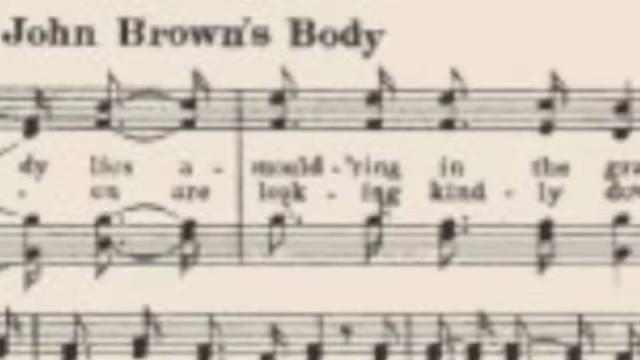 John Brown's Body
dy lies a - mould - 'ring in the gra
- on are look - ing kind - ly do